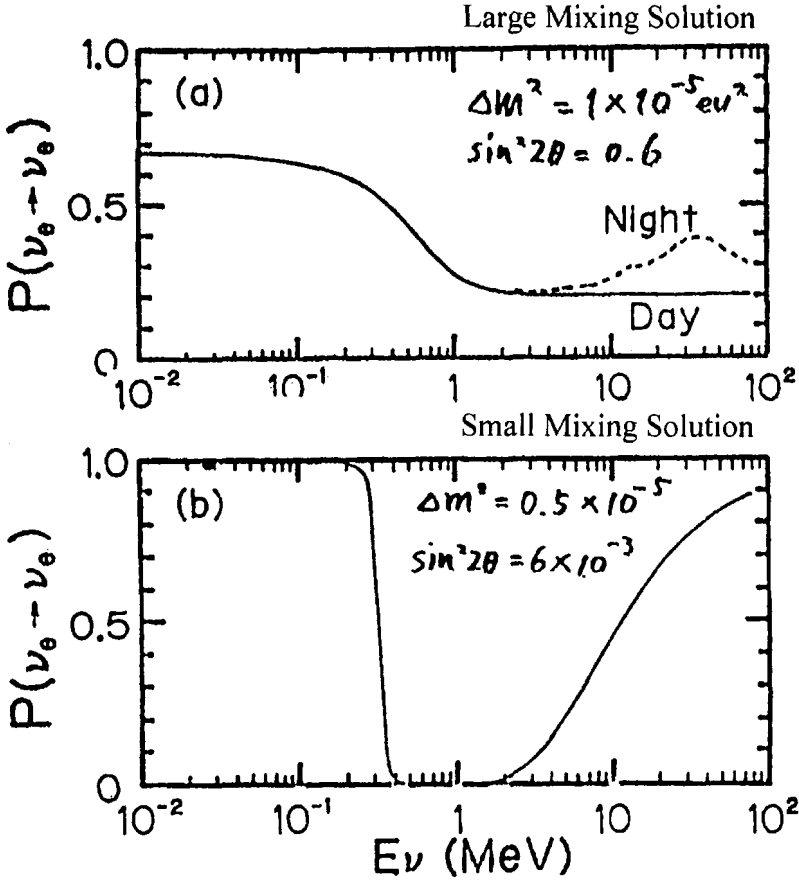 Large Mixing Solution
1.0
(a)
Δm² = 1 × 10⁻⁵ eV²
sin²2θ = 0.6
P(νe → νe)
0.5
Night
Day
0
10⁻² 10⁻¹ 1 10 10²
Small Mixing Solution
1.0
(b)
Δm² = 0.5 × 10⁻⁵
sin²2θ = 6 × 10⁻³
P(νe → νe)
0.5
0
10⁻² 10⁻¹ 1 10 10²
Eν (MeV)